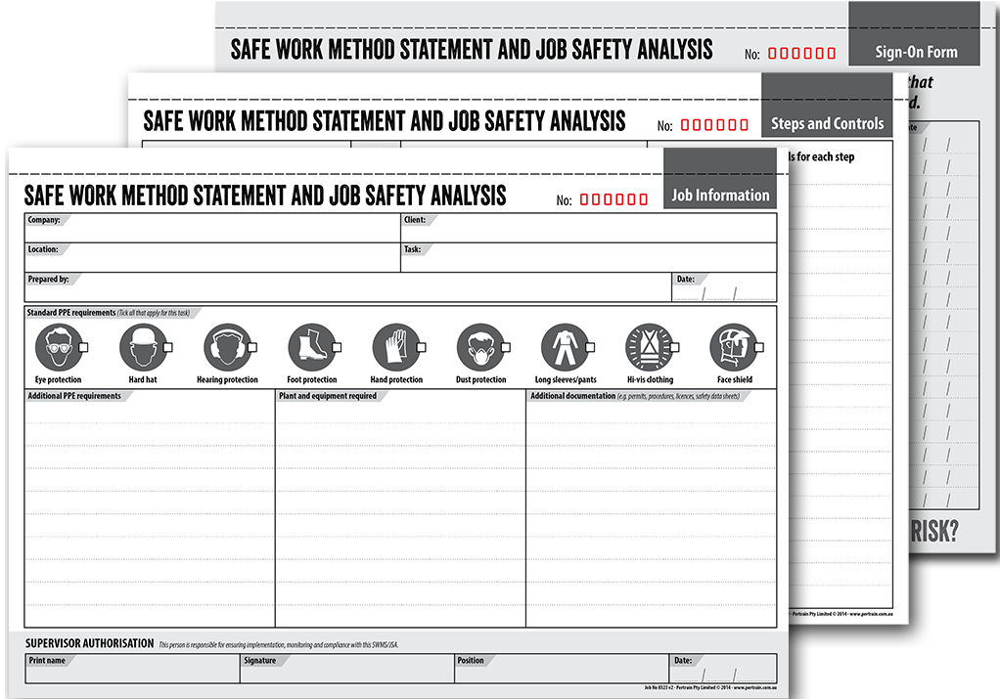 SAFE WORK METHOD STATEMENT AND JOB SAFETY ANALYSIS No:
Sign-On Form
that
d.
RISK?
SAFE WORK METHOD STATEMENT AND JOB SAFETY ANALYSIS No:
Steps and Controls
ls for each step
- Pertrain Pty Limited © 2014 - www.pertrain.com.au
SAFE WORK METHOD STATEMENT AND JOB SAFETY ANALYSIS No:
Job Information
Company: Client:
Location: Task:
Prepared by: Date:
/ /
Standard PPE requirements (Tick all that apply for this task)
Eye protection Hard hat Hearing protection Foot protection Hand protection Dust protection Long sleeves/pants Hi-vis clothing Face shield
Additional PPE requirements Plant and equipment required Additional documentation (e.g. permits, procedures, licences, safety data sheets)
SUPERVISOR AUTHORISATION This person is responsible for ensuring implementation, monitoring and compliance with this SWMS/JSA.
Print name Signature Position Date:
/ /
Job No 8323 v2 - Pertrain Pty Limited © 2014 - www.pertrain.com.au